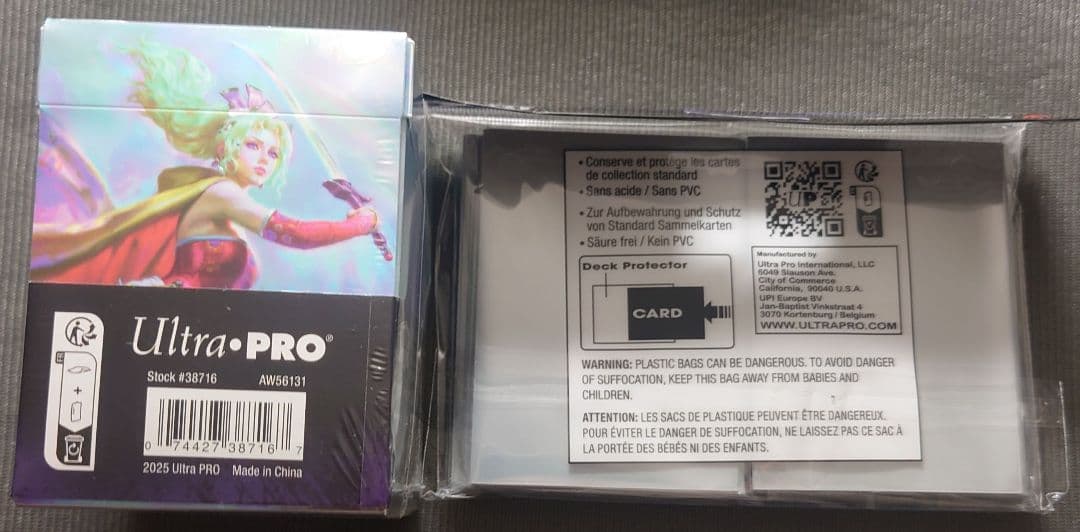 FR
+
Ultra•PRO®
Stock #38716
AW56131
0 74427 38716 7
2025 Ultra PRO Made in China
• Conserve et protége les cartes
de collection standard
• Sans acide / Sans PVC
• Zur Aufbewahrung und Schutz
von Standard Sammelkarten
• Säure frei / Kein PVC
UP
Deck Protector
CARD
Manufactured by
Ultra Pro International, LLC
6049 Slauson Ave.
City of Commerce
California, 90040 U.S.A.
UPI Europe BV
Jan-Baptist Vinkstraat 4
3070 Kortenburg / Belgium
WWW.ULTRAPRO.COM
WARNING: PLASTIC BAGS CAN BE DANGEROUS. TO AVOID DANGER
OF SUFFOCATION, KEEP THIS BAG AWAY FROM BABIES AND
CHILDREN.
ATTENTION: LES SACS DE PLASTIQUE PEUVENT ÊTRE DANGEREUX.
POUR ÉVITER LE DANGER DE SUFFOCATION, NE LAISSEZ PAS CE SAC À
LA PORTÉE DES BÉBÉS NI DES ENFANTS.